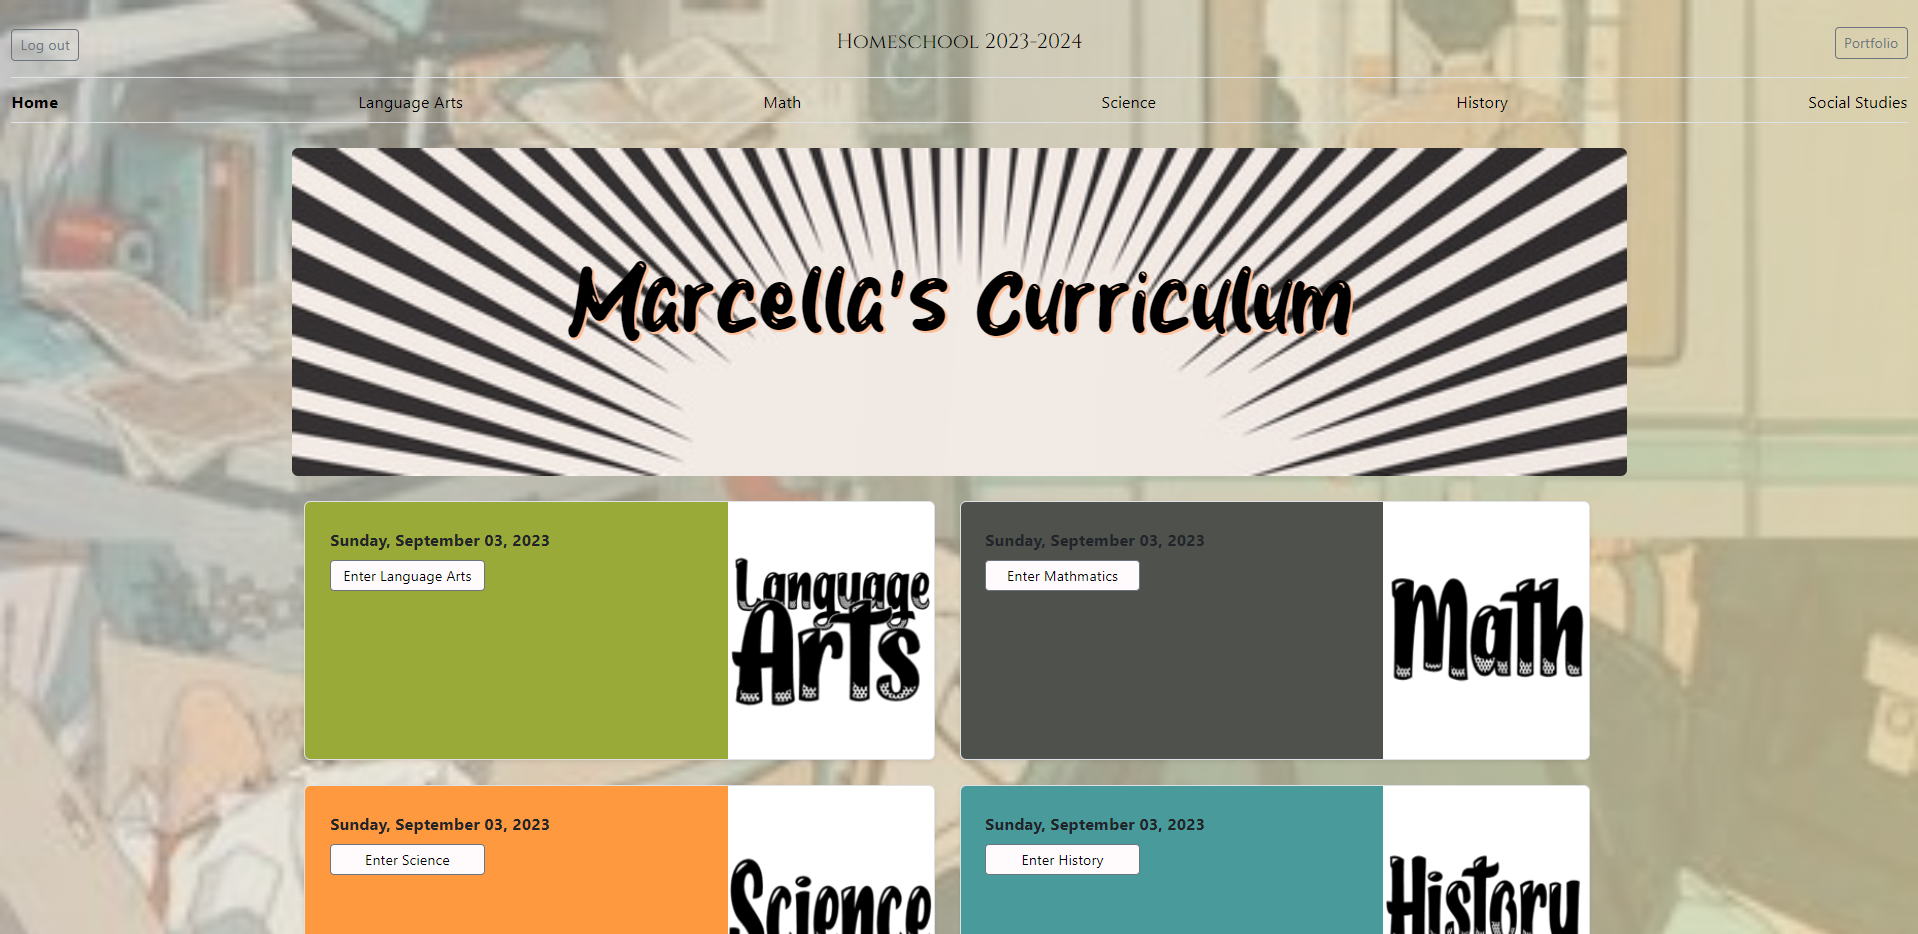 Log out
Homeschool 2023-2024
Portfolio
Home
Language Arts
Math
Science
History
Social Studies
Marcella's Curriculum
Sunday, September 03, 2023
Enter Language Arts
Language
Arts
Sunday, September 03, 2023
Enter Mathmatics
Math
Sunday, September 03, 2023
Enter Science
Science
Sunday, September 03, 2023
Enter History
History